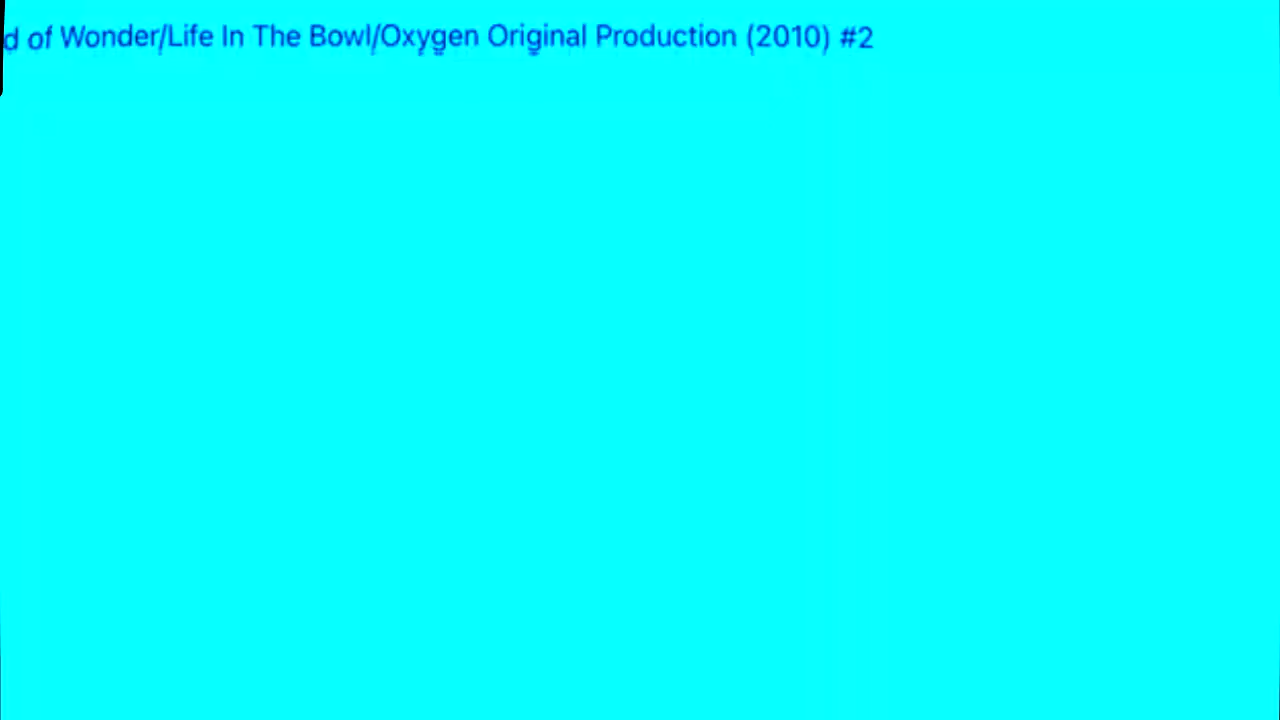 d of Wonder/Life In The Bowl/Oxygen Original Production (2010) #2